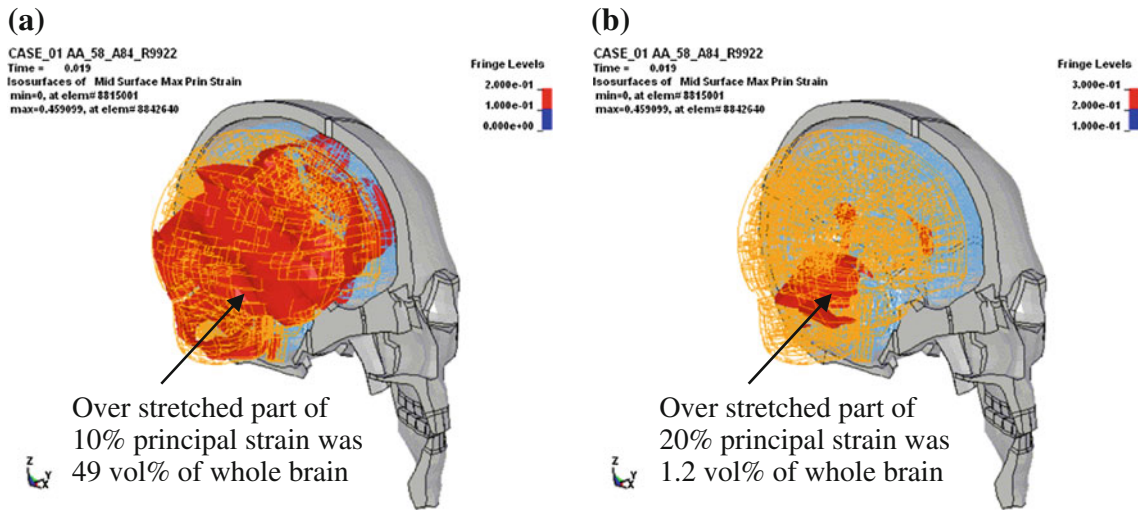 (a)
CASE_01 AA_58_A84_R9922
Time = 0.019
Isosurfaces of Mid Surface Max Prin Strain
min=0, at elem# 8815001
max=0.459099, at elem# 8842640
Fringe Levels
2.000e-01
1.000e-01
0.000e+00
Over stretched part of
10% principal strain was
49 vol% of whole brain
Z
Y
X
(b)
CASE_01 AA_58_A84_R9922
Time = 0.019
Isosurfaces of Mid Surface Max Prin Strain
min=0, at elem# 8815001
max=0.459099, at elem# 8842640
Fringe Levels
3.000e-01
2.000e-01
1.000e-01
Over stretched part of
20% principal strain was
1.2 vol% of whole brain
Z
Y
X